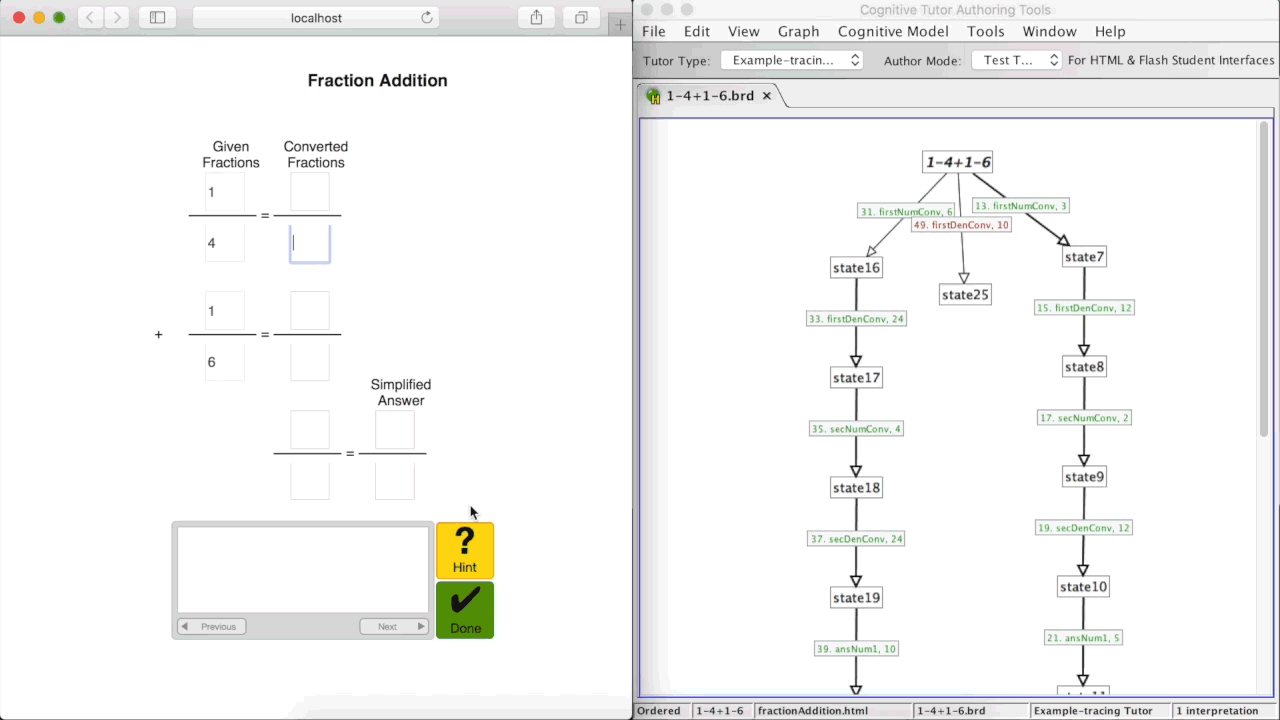 localhost
Fraction Addition
Given Fractions
Converted Fractions
1
=
4
1
+
=
6
Simplified Answer
=
?
Hint
Previous
Next
Done
Cognitive Tutor Authoring Tools
File Edit View Graph Cognitive Model Tools Window Help
Tutor Type: Example-tracin... Author Mode: Test T... For HTML & Flash Student Interfaces
1-4+1-6.brd ×
1-4+1-6
31. firstNumConv, 6
13. firstNumConv, 3
49. firstDenConv, 10
state16
state7
state25
33. firstDenConv, 24
15. firstDenConv, 12
state17
state8
35. secNumConv, 4
17. secNumConv, 2
state18
state9
37. secDenConv, 24
19. secDenConv, 12
state19
state10
39. ansNum1, 10
21. ansNum1, 5
Ordered 1-4+1-6 fractionAddition.html 1-4+1-6.brd Example-tracing Tutor 1 interpretation